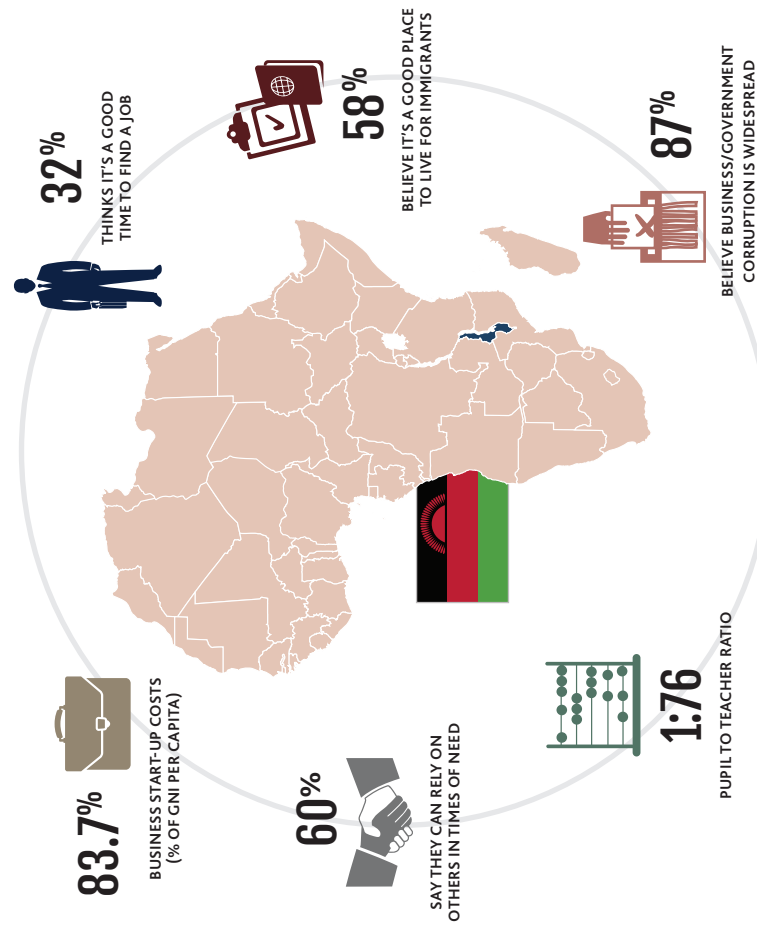 83.7%
BUSINESS START-UP COSTS
(% OF GNI PER CAPITA)
32%
THINKS IT'S A GOOD
TIME TO FIND A JOB
60%
SAY THEY CAN RELY ON
OTHERS IN TIMES OF NEED
58%
BELIEVE IT'S A GOOD PLACE
TO LIVE FOR IMMIGRANTS
1:76
PUPIL TO TEACHER RATIO
87%
BELIEVE BUSINESS/GOVERNMENT
CORRUPTION IS WIDESPREAD